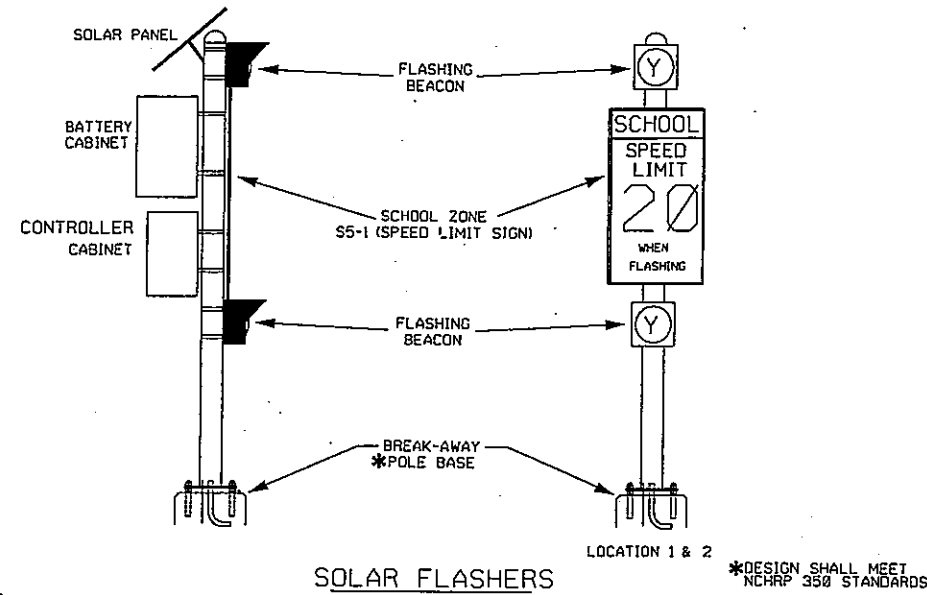 SOLAR PANEL
FLASHING
BEACON
Y
BATTERY
CABINET
SCHOOL
SPEED
LIMIT
20
WHEN
FLASHING
SCHOOL ZONE
S5-1 (SPEED LIMIT SIGN)
CONTROLLER
CABINET
FLASHING
BEACON
Y
BREAK-AWAY
*POLE BASE
LOCATION 1 & 2
SOLAR FLASHERS
*DESIGN SHALL MEET
NCHRP 350 STANDARDS